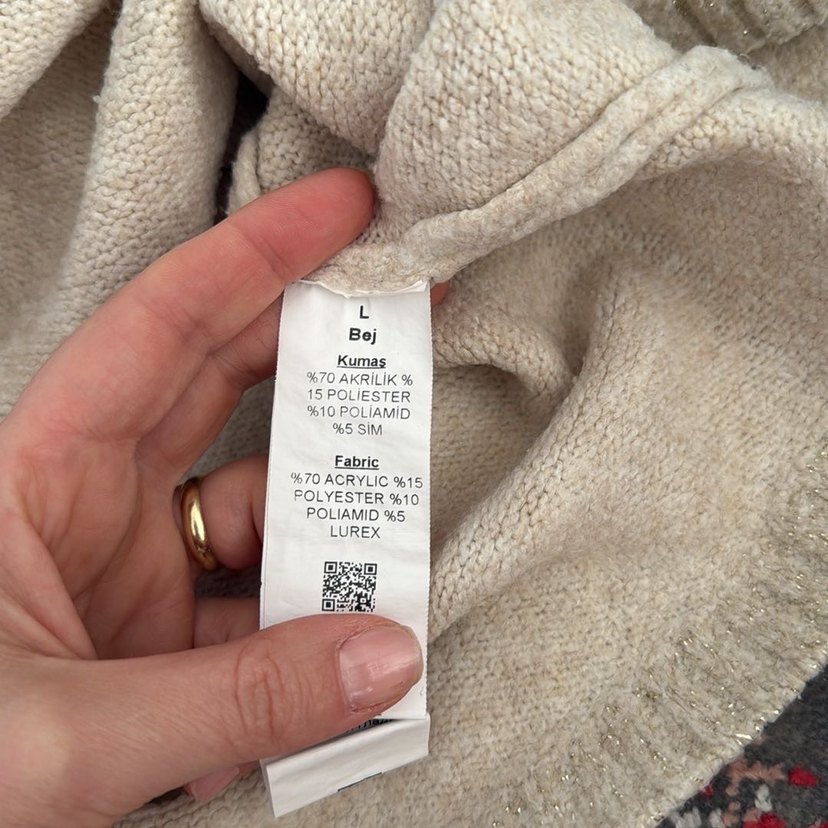 L
Bej
Kumaş
%70 AKRİLİK %
15 POLİESTER
%10 POLİAMİD
%5 SİM
Fabric
%70 ACRYLIC %15
POLYESTER %10
POLIAMID %5
LUREX